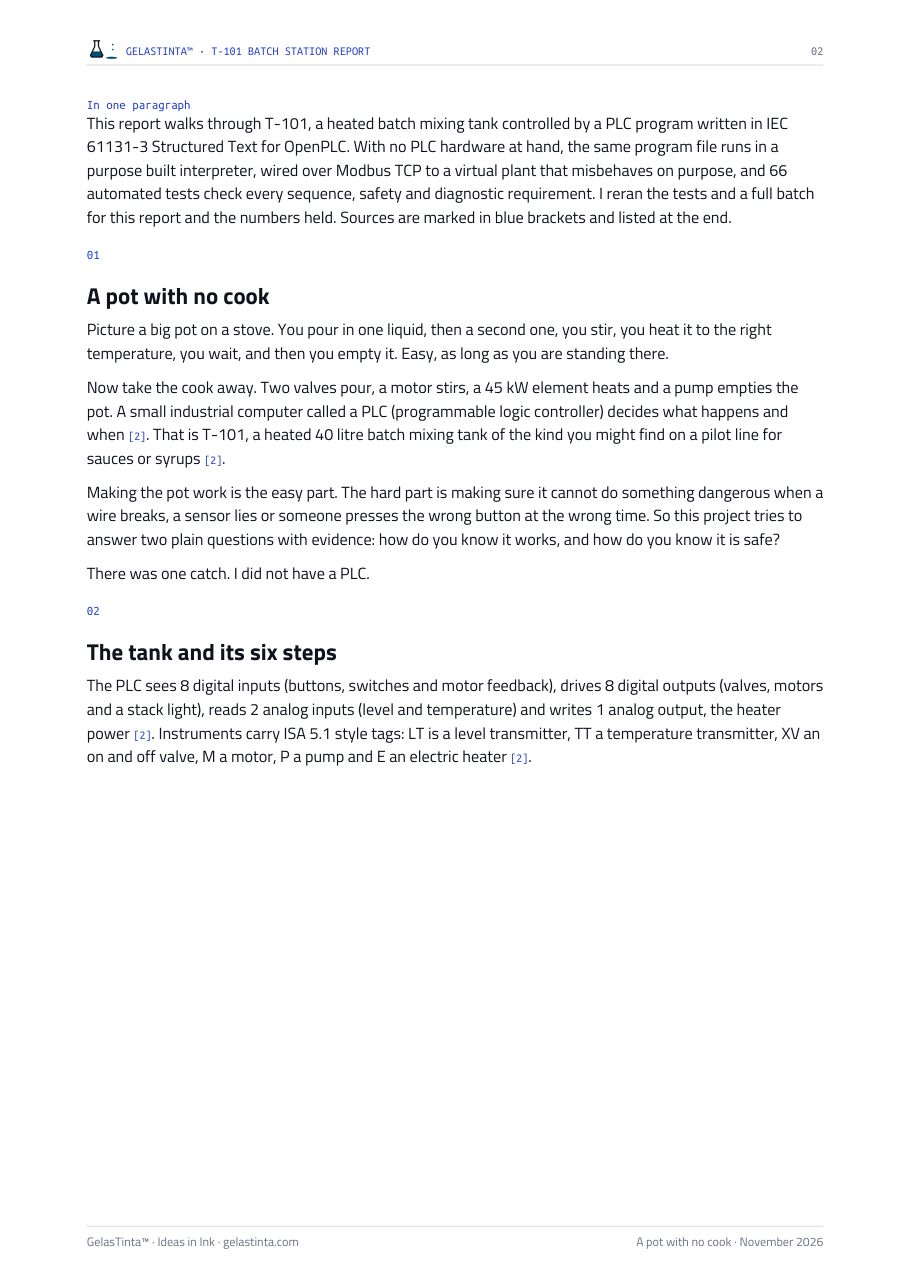 GELASTINTA™ · T-101 BATCH STATION REPORT
02
In one paragraph
This report walks through T-101, a heated batch mixing tank controlled by a PLC program written in IEC
61131-3 Structured Text for OpenPLC. With no PLC hardware at hand, the same program file runs in a
purpose built interpreter, wired over Modbus TCP to a virtual plant that misbehaves on purpose, and 66
automated tests check every sequence, safety and diagnostic requirement. I reran the tests and a full batch
for this report and the numbers held. Sources are marked in blue brackets and listed at the end.
01
A pot with no cook
Picture a big pot on a stove. You pour in one liquid, then a second one, you stir, you heat it to the right
temperature, you wait, and then you empty it. Easy, as long as you are standing there.
Now take the cook away. Two valves pour, a motor stirs, a 45 kW element heats and a pump empties the
pot. A small industrial computer called a PLC (programmable logic controller) decides what happens and
when [2]. That is T-101, a heated 40 litre batch mixing tank of the kind you might find on a pilot line for
sauces or syrups [2].
Making the pot work is the easy part. The hard part is making sure it cannot do something dangerous when a
wire breaks, a sensor lies or someone presses the wrong button at the wrong time. So this project tries to
answer two plain questions with evidence: how do you know it works, and how do you know it is safe?
There was one catch. I did not have a PLC.
02
The tank and its six steps
The PLC sees 8 digital inputs (buttons, switches and motor feedback), drives 8 digital outputs (valves, motors
and a stack light), reads 2 analog inputs (level and temperature) and writes 1 analog output, the heater
power [2]. Instruments carry ISA 5.1 style tags: LT is a level transmitter, TT a temperature transmitter, XV an
on and off valve, M a motor, P a pump and E an electric heater [2].
GelasTinta™ · Ideas in Ink · gelastinta.com
A pot with no cook · November 2026